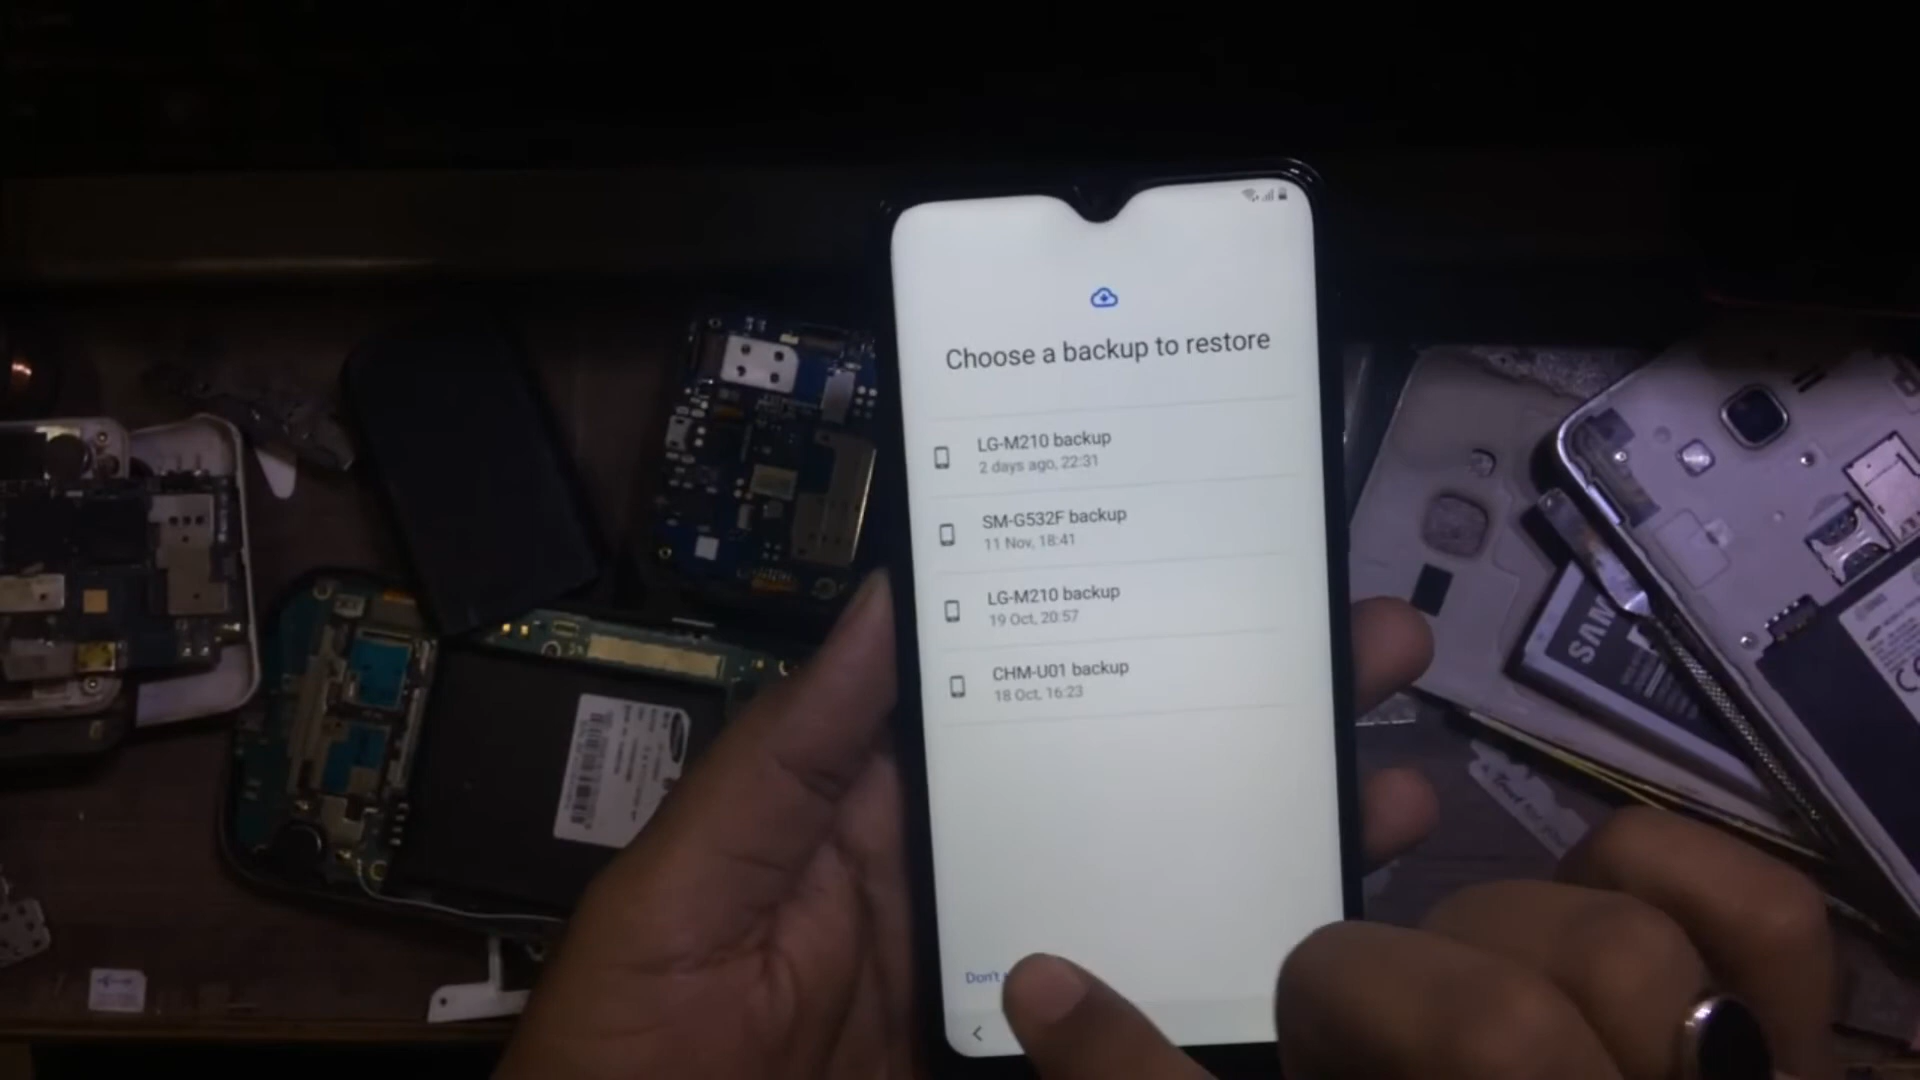 Choose a backup to restore
LG-M210 backup
2 days ago, 22:31
SM-G532F backup
11 Nov, 18:41
LG-M210 backup
19 Oct, 20:57
CHM-U01 backup
18 Oct, 16:23
Don't
SAMS